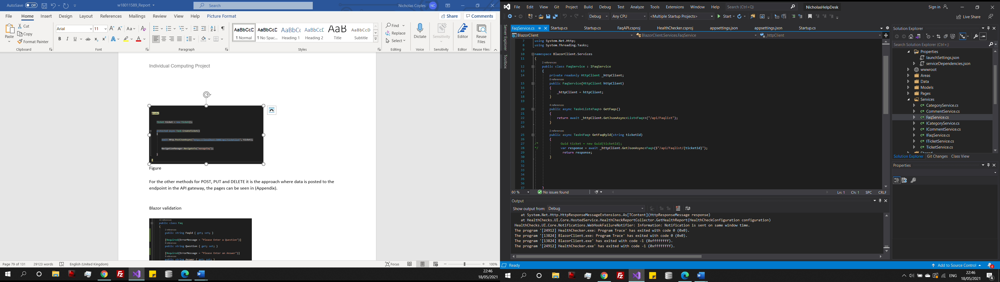 AutoSave Off
w18011589_Report
Search
Nicholas Coyles NC
File Home Insert Design Layout References Mailings Review View Help Picture Format
Share Comments
Paste
Cut
Copy
Format Painter
Clipboard
Arial 11
Font
Paragraph
AaBbCcD ¶ Normal
AaBbCcD ¶ No Spac...
AaBbCc Heading 1
AaBbCcD Heading 2
AaB Title
AaBbCcD Subtitle
Styles
Find
Replace
Select
Editing
Dictate
Voice
Sensitivity
Sensitivity
Editor
Editor
Reuse Files
Reuse Files
Individual Computing Project
@code{
Ticket ticket = new Ticket();
protected async Task CreateTicket()
{
await Http.PostJsonAsync("https://localhost:5000/api/ticketlist", ticket);
NavigationManager.NavigateTo("managefaq");
}
}
Figure
For the other methods for POST, PUT and DELETE it is the approach where data is posted to the
endpoint in the API gateway, the pages can be seen in (Appendix).
Blazor validation
13 references
public class Faq
{
2 references
public string FaqId { get; set; }
[Required(ErrorMessage = "Please Enter a Question")]
8 references
public string Question { get; set; }
[Required(ErrorMessage = "Please Enter an Answer")]
8 references
public string Answer { get; set; }
Page 79 of 131 29123 words English (United Kingdom)
Focus 100%
22:46
18/05/2021
File Edit View Git Project Build Debug Test Analyze Tools Extensions Window Help
Search (Ctrl+Q)
NicholasHelpDesk
Sign in
Debug Any CPU <Multiple Startup Projects> Start
Live Share
Server Explorer
Toolbox
FaqService.cs Startup.cs Startup.cs FaqAPI.csproj HealthChecker.csproj appsettings.json appsettings.json Startup.cs
BlazorClient BlazorClient.Services.FaqService _httpClient
7 using System.Net.Http;
8 using System.Threading.Tasks;
9
10 namespace BlazorClient.Services
11 {
2 references
12 public class FaqService : IFaqService
13 {
14 private readonly HttpClient _httpClient;
0 references
15 public FaqService(HttpClient httpClient)
16 {
17 _httpClient = httpClient;
18 }
19
4 references
20 public async Task<List<Faq>> GetFaqs()
21 {
22 return await _httpClient.GetJsonAsync<List<Faq>>("/api/Faqlist");
23 }
24
2 references
25 public async Task<Faq> GetFaqById(string ticketId)
26 {
27 /* Guid ticket = new Guid(ticketId);
28 */ var response = await _httpClient.GetJsonAsync<Faq>($"/api/Faqlist/{ticketId}");
29 return response;
30 }
31
32
33
34
35
36
37 }
80 % No issues found Ln: 1 Ch: 1 SPC CRLF
Output
Show output from: Debug
at System.Net.Http.HttpResponseMessageExtensions.As[TContent](HttpResponseMessage response)
at HealthChecks.UI.Core.HostedService.HealthCheckReportCollector.GetHealthReport(HealthCheckConfiguration configuration)
HealthChecks.UI.Core.Notifications.WebHookFailureNotifier: Information: Notification is sent on same window time.
The program '[24912] HealthChecker.exe: Program Trace' has exited with code 0 (0x0).
The program '[13824] BlazorClient.exe: Program Trace' has exited with code 0 (0x0).
The program '[13824] BlazorClient.exe' has exited with code -1 (0xffffffff).
The program '[24912] HealthChecker.exe' has exited with code -1 (0xffffffff).
Solution Explorer
Search Solution Explorer (Ctrl+;)
Properties
launchSettings.json
serviceDependencies.json
wwwroot
Areas
Data
Models
Pages
Services
C# CategoryService.cs
C# CommentService.cs
C# FaqService.cs
C# ICategoryService.cs
C# ICommentService.cs
C# IFaqService.cs
C# ITicketService.cs
C# TicketService.cs
Shared
Solution Explorer Git Changes Class View
Properties
Ready
Add to Source Control 4
ENG
22:46
18/05/2021
4